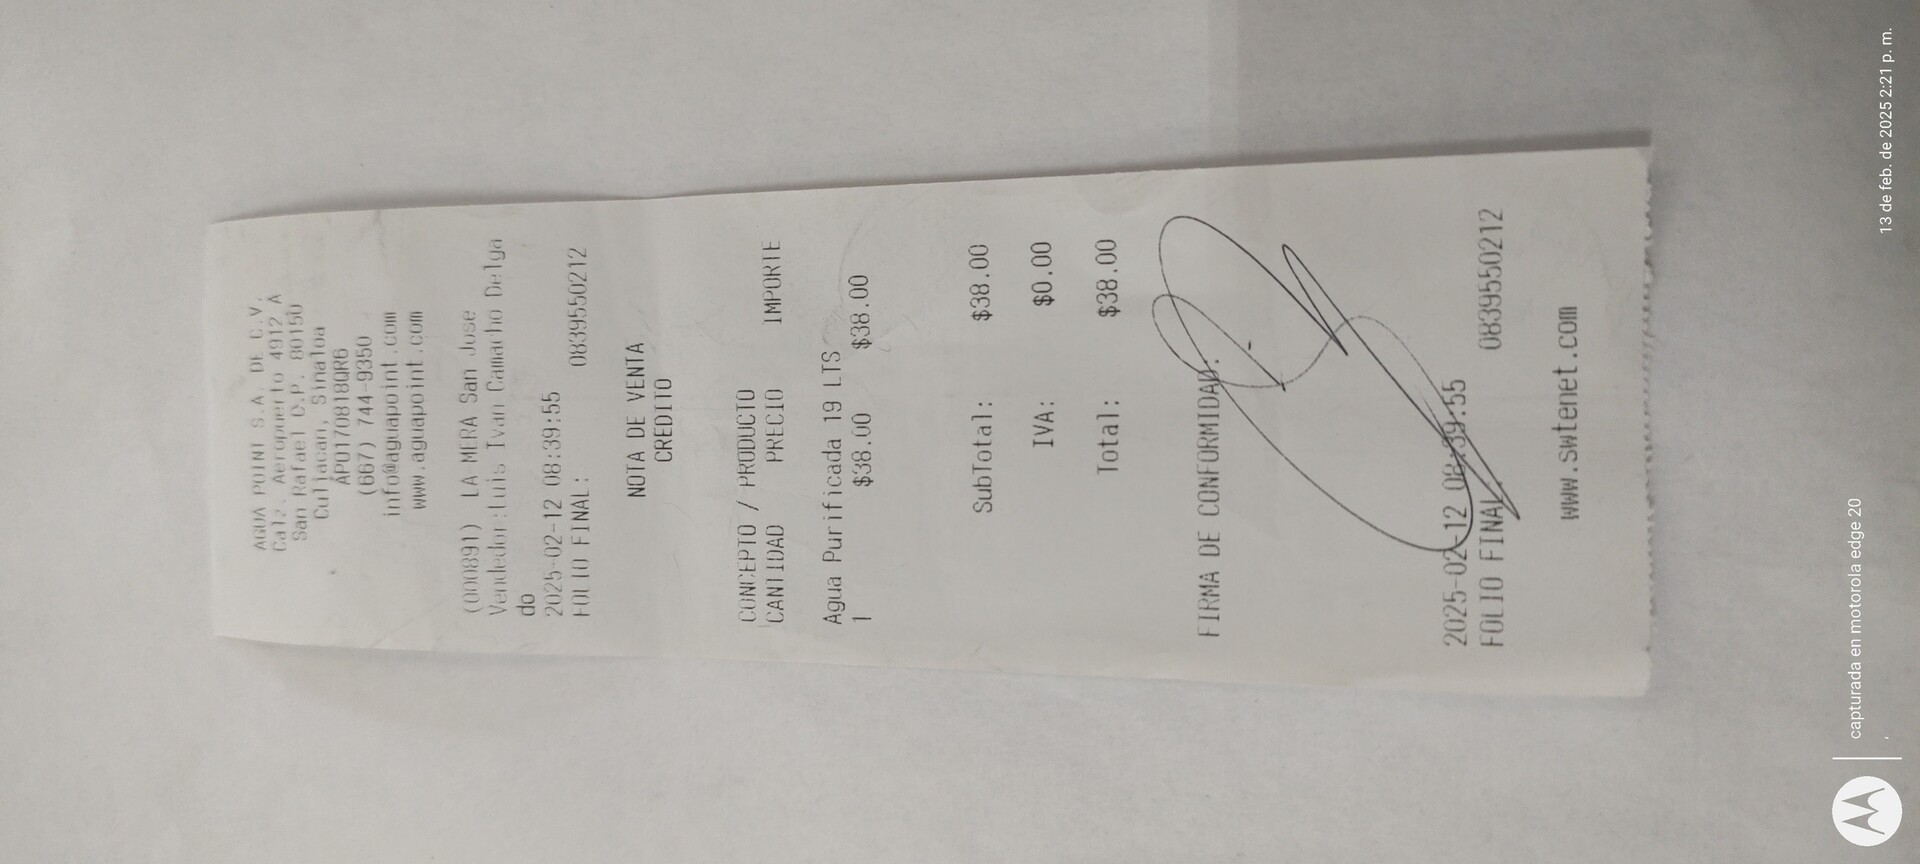 AGUA POINT S.A. DE C.V.
Calz. Aeropuerto 4912 A
San Rafael C.P. 80150
Culiacan, Sinaloa
APO170818QR6
(667) 744-9350
info@aguapoint.com
www.aguapoint.com
(000891) LA MERA San Jose
Vendedor:Luis Ivan Camacho Delga
do
2025-02-12 08:39:55
FOLIO FINAL: 0839550212
NOTA DE VENTA
CREDITO
CONCEPTO / PRODUCTO
CANTIDAD PRECIO IMPORTE
Agua Purificada 19 LTS
1 $38.00 $38.00
SubTotal: $38.00
IVA: $0.00
Total: $38.00
FIRMA DE CONFORMIDAD:
2025-02-12 08:39:55
FOLIO FINAL: 0839550212
www.swtenet.com
capturada en motorola edge 20
13 de feb. de 2025 2:21 p. m.